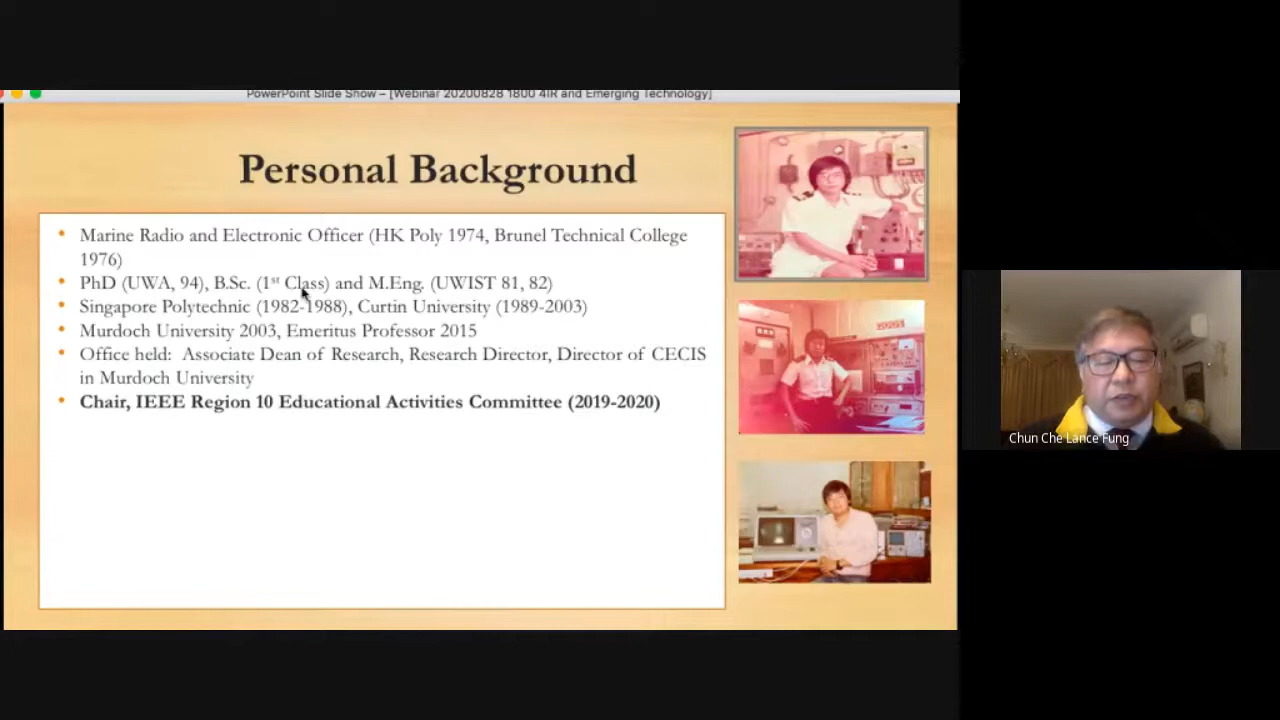 PowerPoint Slide Show – [Webinar 20200828 1800 4IR and Emerging Technology]
Personal Background
• Marine Radio and Electronic Officer (HK Poly 1974, Brunel Technical College
1976)
• PhD (UWA, 94), B.Sc. (1st Class) and M.Eng. (UWIST 81, 82)
• Singapore Polytechnic (1982-1988), Curtin University (1989-2003)
• Murdoch University 2003, Emeritus Professor 2015
• Office held: Associate Dean of Research, Research Director, Director of CECIS
in Murdoch University
• Chair, IEEE Region 10 Educational Activities Committee (2019-2020)
Chun Che Lance Fung